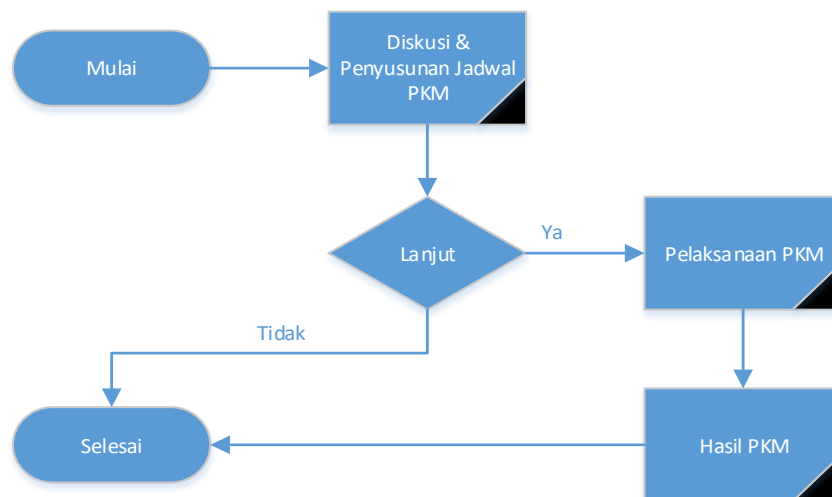 Mulai
Diskusi &
Penyusunan Jadwal
PKM
Lanjut
Ya
Pelaksanaan PKM
Tidak
Selesai
Hasil PKM